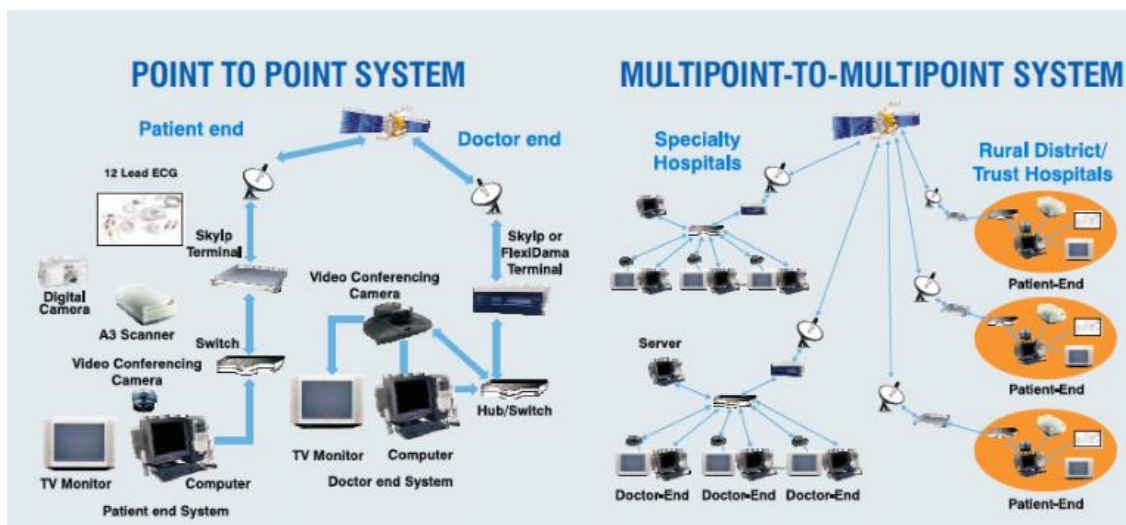 POINT TO POINT SYSTEM
Patient end
Doctor end
12 Lead ECG
SkyIp
Terminal
SkyIp or
FlexiDama
Terminal
Digital
Camera
A3 Scanner
Video Conferencing
Camera
Switch
Video Conferencing
Camera
Hub/Switch
TV Monitor
Computer
Patient end System
TV Monitor
Computer
Doctor end System
MULTIPOINT-TO-MULTIPOINT SYSTEM
Specialty
Hospitals
Rural District/
Trust Hospitals
Patient-End
Server
Patient-End
Doctor-End
Doctor-End
Doctor-End
Patient-End